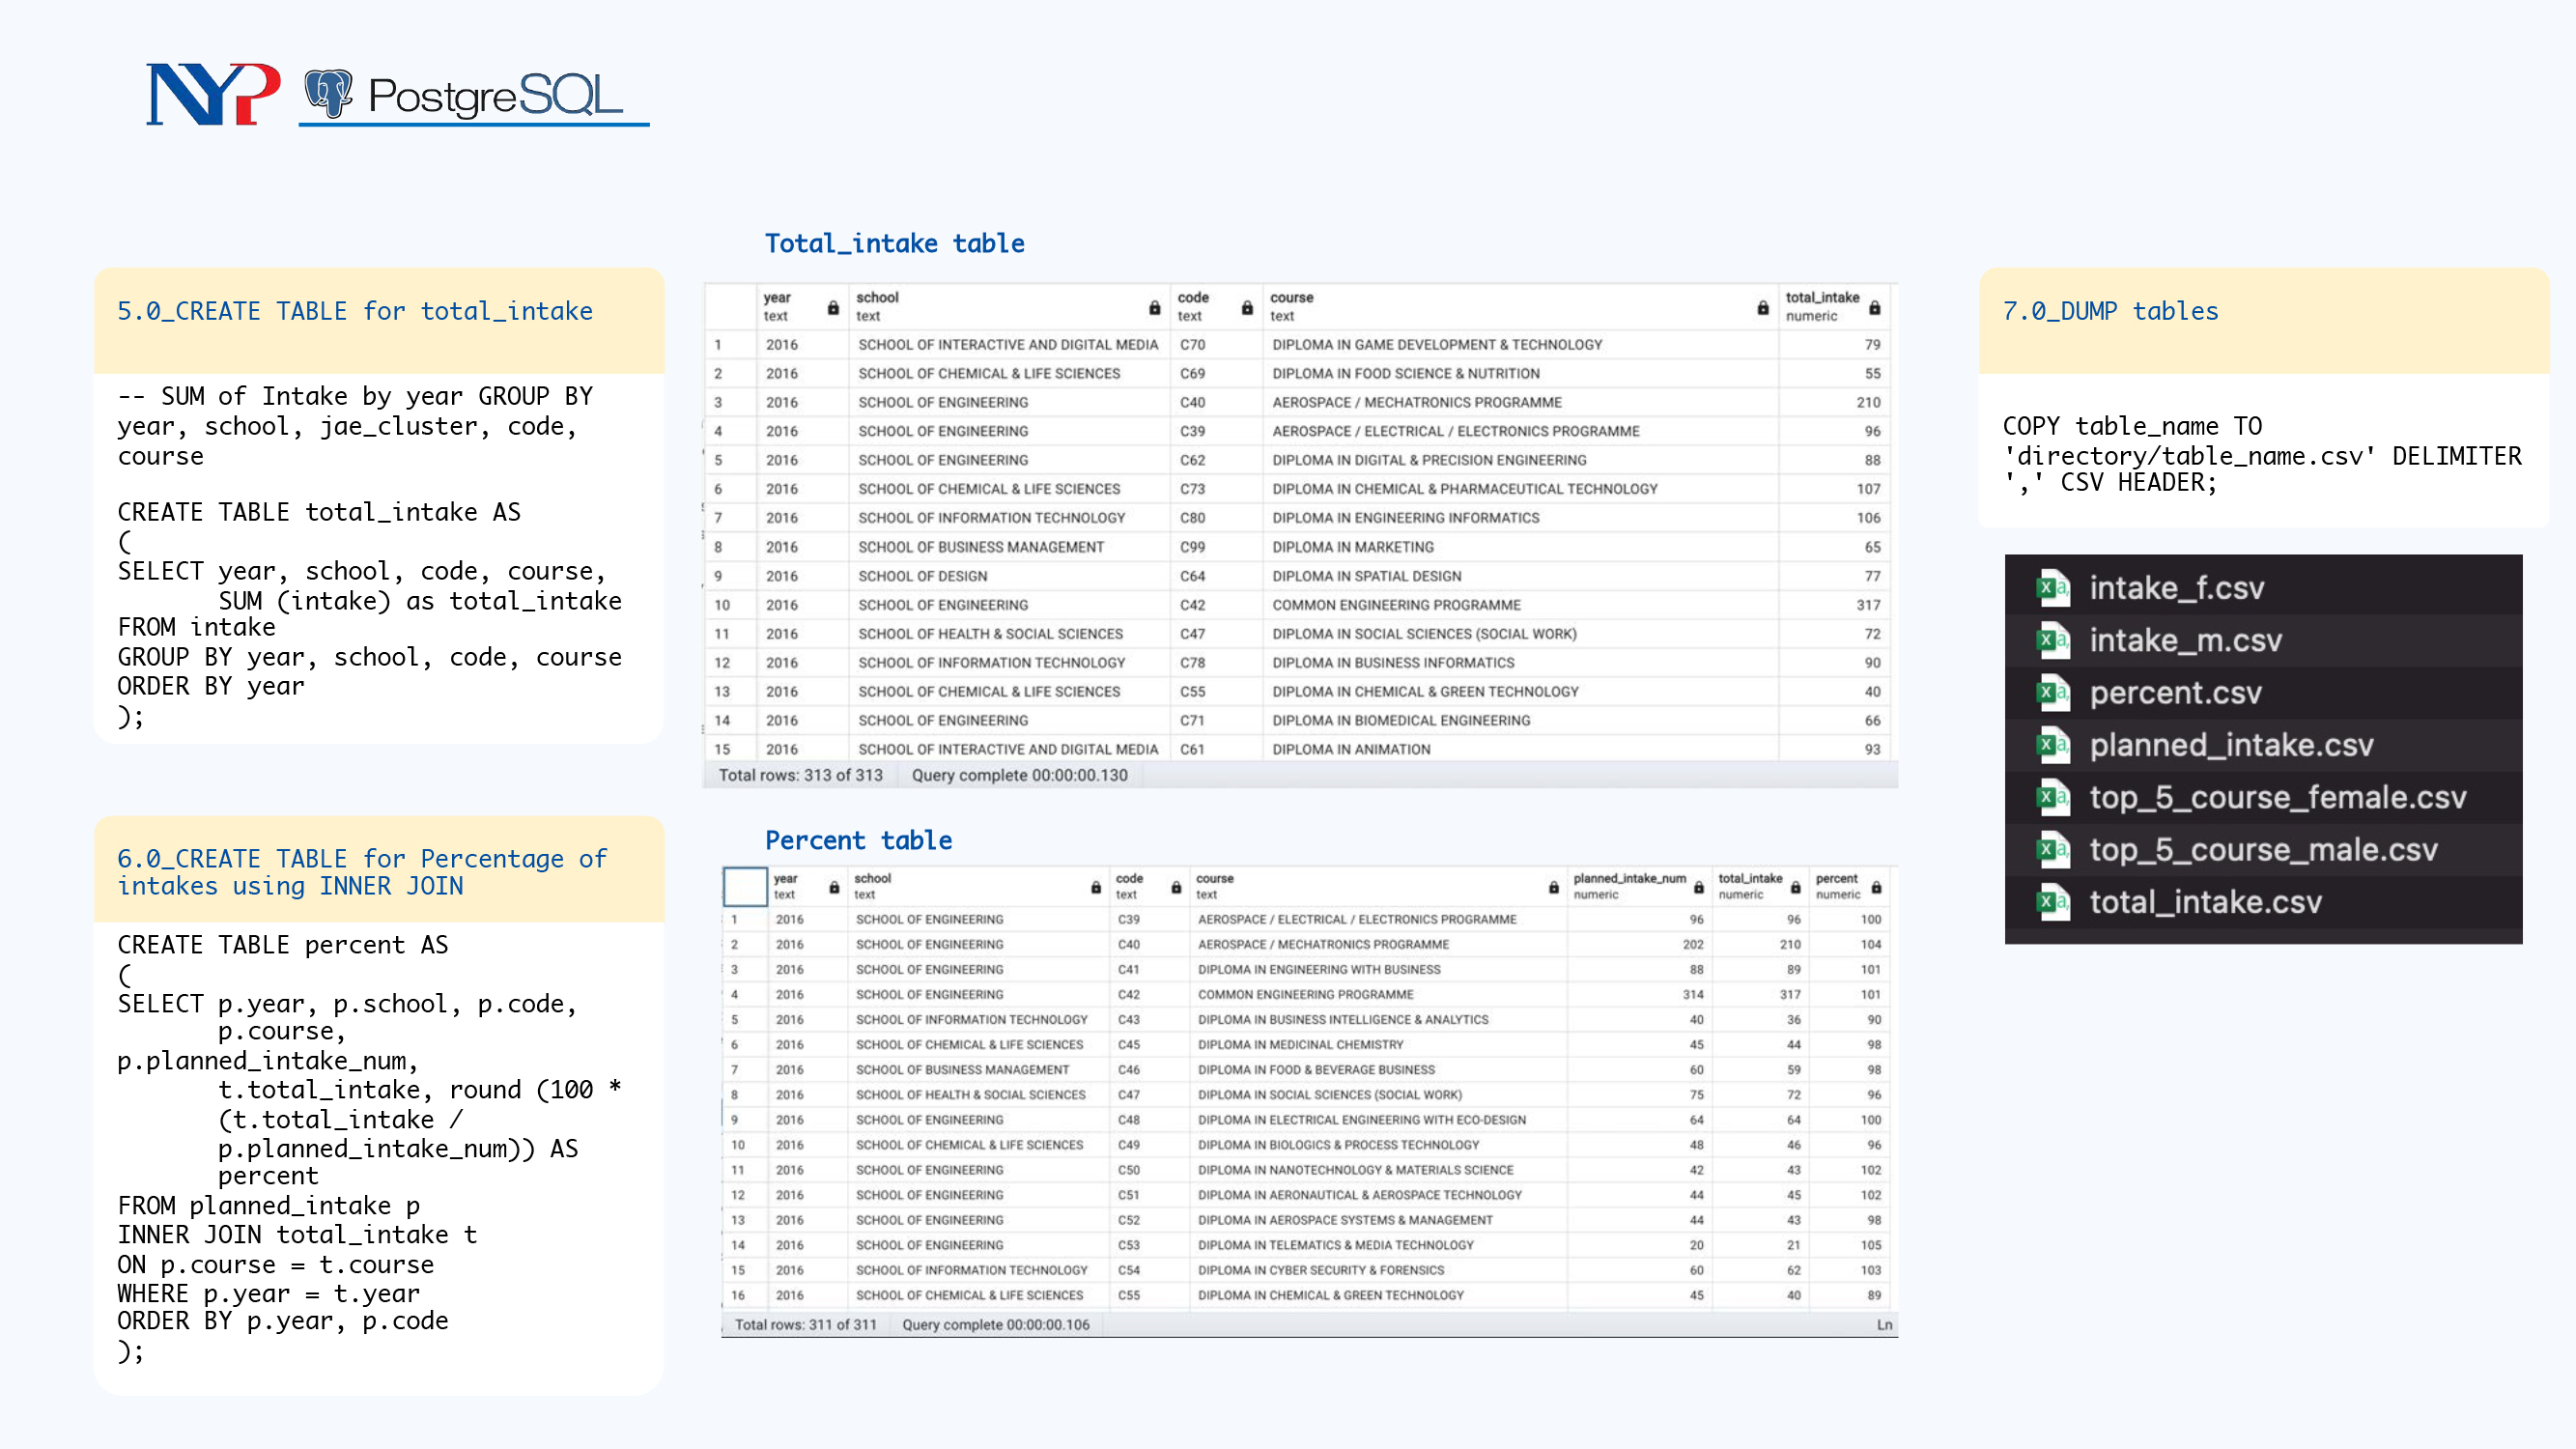 NYP PostgreSQL
5.0_CREATE TABLE for total_intake
-- SUM of Intake by year GROUP BY
year, school, jae_cluster, code,
course
CREATE TABLE total_intake AS
(
SELECT year, school, code, course,
SUM (intake) as total_intake
FROM intake
GROUP BY year, school, code, course
ORDER BY year
);
6.0_CREATE TABLE for Percentage of
intakes using INNER JOIN
CREATE TABLE percent AS
(
SELECT p.year, p.school, p.code,
p.course,
p.planned_intake_num,
t.total_intake, round (100 *
(t.total_intake /
p.planned_intake_num)) AS
percent
FROM planned_intake p
INNER JOIN total_intake t
ON p.course = t.course
WHERE p.year = t.year
ORDER BY p.year, p.code
);
Total_intake table
year school code course total_intake
text text text text numeric
1 2016 SCHOOL OF INTERACTIVE AND DIGITAL MEDIA C70 DIPLOMA IN GAME DEVELOPMENT & TECHNOLOGY 79
2 2016 SCHOOL OF CHEMICAL & LIFE SCIENCES C69 DIPLOMA IN FOOD SCIENCE & NUTRITION 55
3 2016 SCHOOL OF ENGINEERING C40 AEROSPACE / MECHATRONICS PROGRAMME 210
4 2016 SCHOOL OF ENGINEERING C39 AEROSPACE / ELECTRICAL / ELECTRONICS PROGRAMME 96
5 2016 SCHOOL OF ENGINEERING C62 DIPLOMA IN DIGITAL & PRECISION ENGINEERING 88
6 2016 SCHOOL OF CHEMICAL & LIFE SCIENCES C73 DIPLOMA IN CHEMICAL & PHARMACEUTICAL TECHNOLOGY 107
7 2016 SCHOOL OF INFORMATION TECHNOLOGY C80 DIPLOMA IN ENGINEERING INFORMATICS 106
8 2016 SCHOOL OF BUSINESS MANAGEMENT C99 DIPLOMA IN MARKETING 65
9 2016 SCHOOL OF DESIGN C64 DIPLOMA IN SPATIAL DESIGN 77
10 2016 SCHOOL OF ENGINEERING C42 COMMON ENGINEERING PROGRAMME 317
11 2016 SCHOOL OF HEALTH & SOCIAL SCIENCES C47 DIPLOMA IN SOCIAL SCIENCES (SOCIAL WORK) 72
12 2016 SCHOOL OF INFORMATION TECHNOLOGY C78 DIPLOMA IN BUSINESS INFORMATICS 90
13 2016 SCHOOL OF CHEMICAL & LIFE SCIENCES C55 DIPLOMA IN CHEMICAL & GREEN TECHNOLOGY 40
14 2016 SCHOOL OF ENGINEERING C71 DIPLOMA IN BIOMEDICAL ENGINEERING 66
15 2016 SCHOOL OF INTERACTIVE AND DIGITAL MEDIA C61 DIPLOMA IN ANIMATION 93
Total rows: 313 of 313 Query complete 00:00:00.130
Percent table
year school code course planned_intake_num total_intake percent
text text text text numeric numeric numeric
1 2016 SCHOOL OF ENGINEERING C39 AEROSPACE / ELECTRICAL / ELECTRONICS PROGRAMME 96 96 100
2 2016 SCHOOL OF ENGINEERING C40 AEROSPACE / MECHATRONICS PROGRAMME 202 210 104
3 2016 SCHOOL OF ENGINEERING C41 DIPLOMA IN ENGINEERING WITH BUSINESS 88 89 101
4 2016 SCHOOL OF ENGINEERING C42 COMMON ENGINEERING PROGRAMME 314 317 101
5 2016 SCHOOL OF INFORMATION TECHNOLOGY C43 DIPLOMA IN BUSINESS INTELLIGENCE & ANALYTICS 40 36 90
6 2016 SCHOOL OF CHEMICAL & LIFE SCIENCES C45 DIPLOMA IN MEDICINAL CHEMISTRY 45 44 98
7 2016 SCHOOL OF BUSINESS MANAGEMENT C46 DIPLOMA IN FOOD & BEVERAGE BUSINESS 60 59 98
8 2016 SCHOOL OF HEALTH & SOCIAL SCIENCES C47 DIPLOMA IN SOCIAL SCIENCES (SOCIAL WORK) 75 72 96
9 2016 SCHOOL OF ENGINEERING C48 DIPLOMA IN ELECTRICAL ENGINEERING WITH ECO-DESIGN 64 64 100
10 2016 SCHOOL OF CHEMICAL & LIFE SCIENCES C49 DIPLOMA IN BIOLOGICS & PROCESS TECHNOLOGY 48 46 96
11 2016 SCHOOL OF ENGINEERING C50 DIPLOMA IN NANOTECHNOLOGY & MATERIALS SCIENCE 42 43 102
12 2016 SCHOOL OF ENGINEERING C51 DIPLOMA IN AERONAUTICAL & AEROSPACE TECHNOLOGY 44 45 102
13 2016 SCHOOL OF ENGINEERING C52 DIPLOMA IN AEROSPACE SYSTEMS & MANAGEMENT 44 43 98
14 2016 SCHOOL OF ENGINEERING C53 DIPLOMA IN TELEMATICS & MEDIA TECHNOLOGY 20 21 105
15 2016 SCHOOL OF INFORMATION TECHNOLOGY C54 DIPLOMA IN CYBER SECURITY & FORENSICS 60 62 103
16 2016 SCHOOL OF CHEMICAL & LIFE SCIENCES C55 DIPLOMA IN CHEMICAL & GREEN TECHNOLOGY 45 40 89
Total rows: 311 of 311 Query complete 00:00:00.106 Ln
7.0_DUMP tables
COPY table_name TO
'directory/table_name.csv' DELIMITER
',' CSV HEADER;
intake_f.csv
intake_m.csv
percent.csv
planned_intake.csv
top_5_course_female.csv
top_5_course_male.csv
total_intake.csv